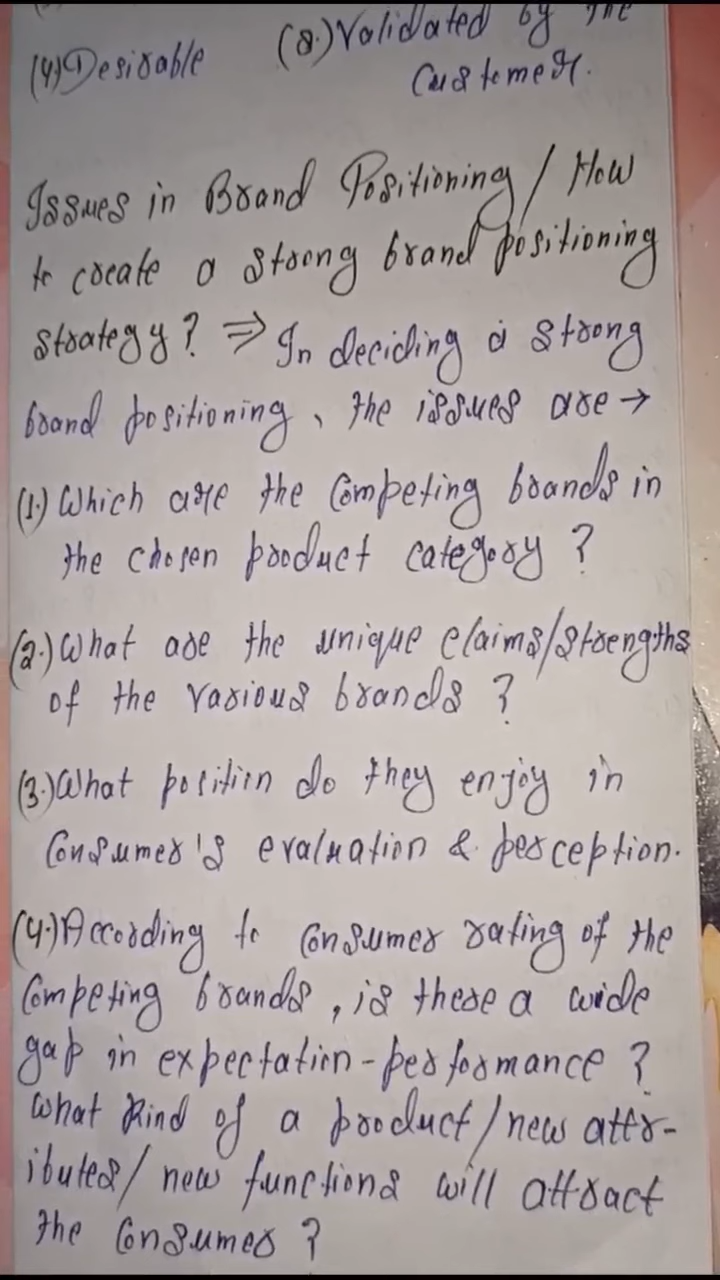 (4) Desirable (8.) Validated by the
Customer.
Issues in Brand Positioning / How
to create a strong brand positioning
strategy? ⇒ In deciding a strong
brand positioning, the issues are →
(1.) Which are the Competing brands in
the chosen product category ?
(2.) What are the unique claims/strengths
of the various brands ?
(3.) What position do they enjoy in
Consumer's evaluation & perception.
(4.) According to Consumer rating of the
Competing brands, is there a wide
gap in expectation-performance ?
What kind of a product/new attr-
ibutes/ new functions will attract
the Consumer ?